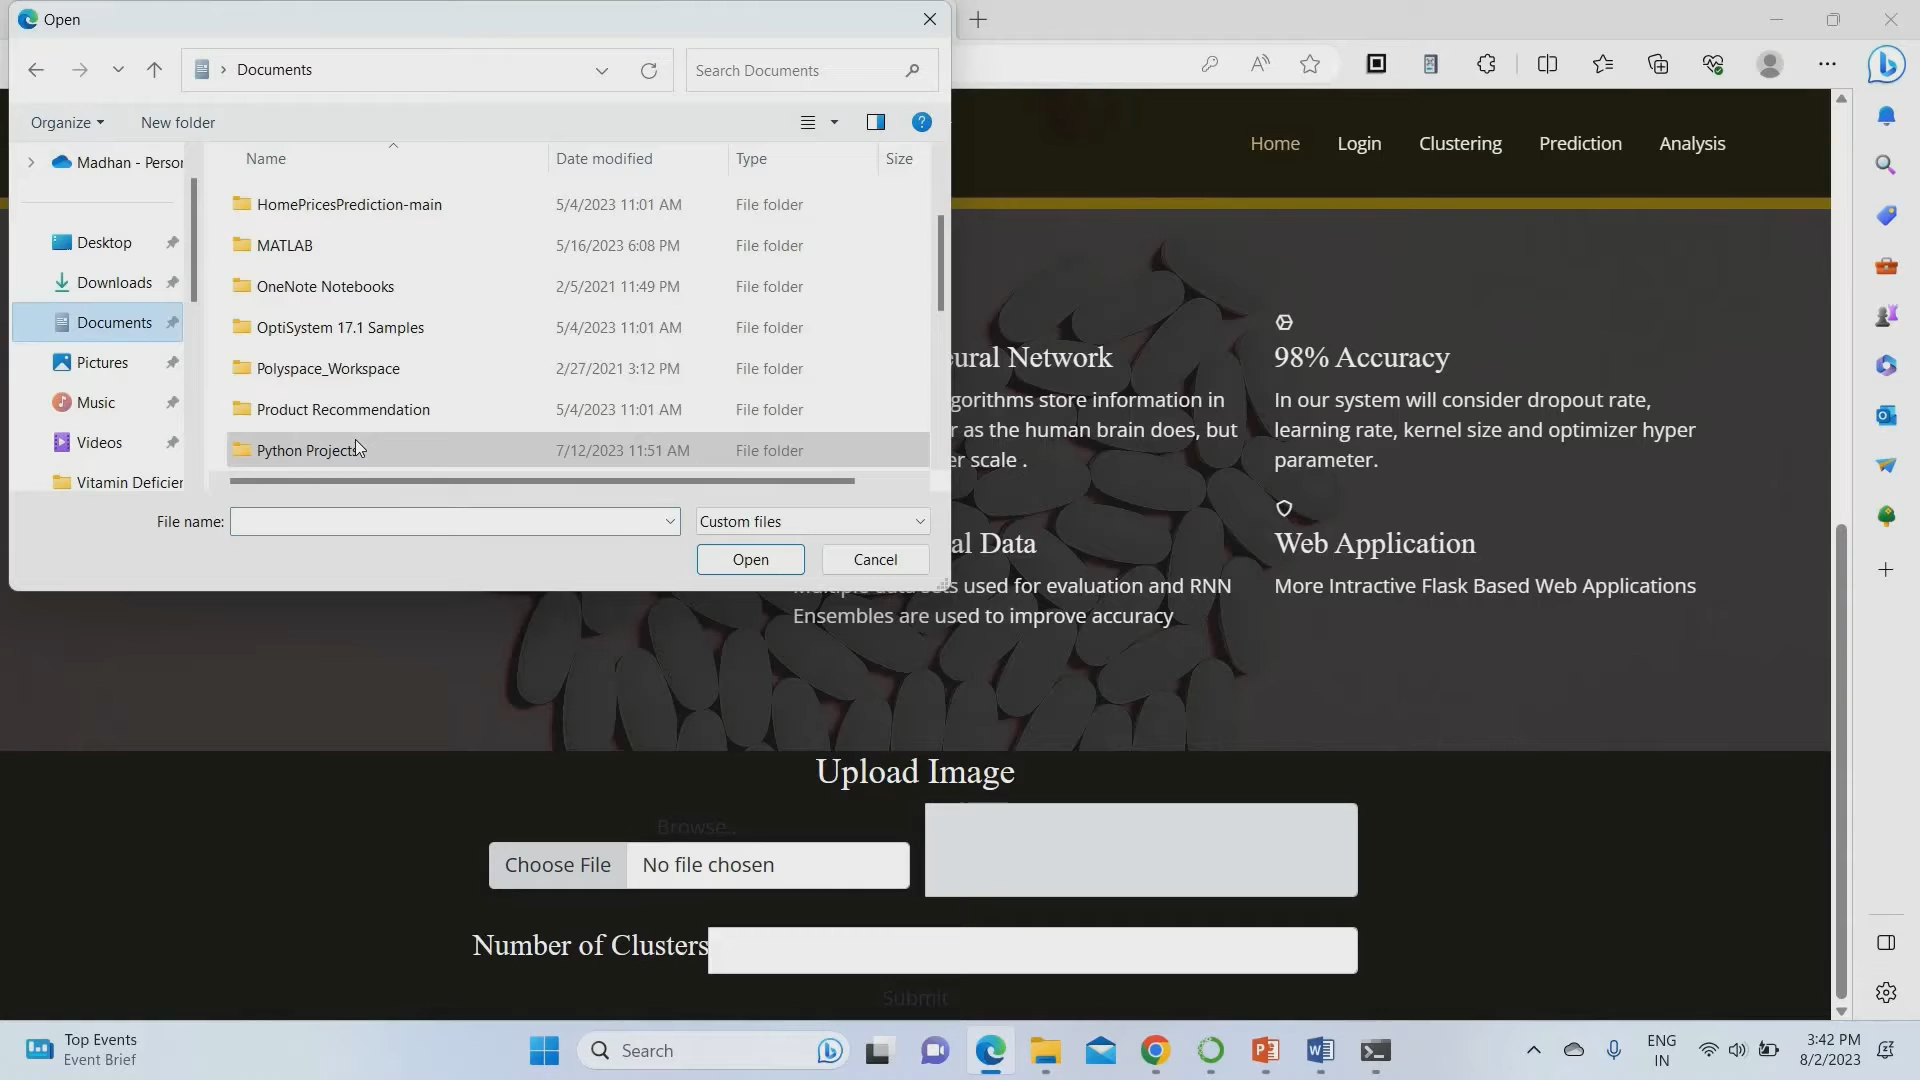 Open
Documents
Search Documents
Organize
New folder
Name
Date modified
Type
Size
Madhan - Persor
Desktop
Downloads
Documents
Pictures
Music
Videos
Vitamin Deficier
HomePricesPrediction-main 5/4/2023 11:01 AM File folder
MATLAB 5/16/2023 6:08 PM File folder
OneNote Notebooks 2/5/2021 11:49 PM File folder
OptiSystem 17.1 Samples 5/4/2023 11:01 AM File folder
Polyspace_Workspace 2/27/2021 3:12 PM File folder
Product Recommendation 5/4/2023 11:01 AM File folder
Python Projects 7/12/2023 11:51 AM File folder
File name:
Custom files
Open
Cancel
Home
Login
Clustering
Prediction
Analysis
eural Network
gorithms store information in
r as the human brain does, but
er scale .
98% Accuracy
In our system will consider dropout rate,
learning rate, kernel size and optimizer hyper
parameter.
al Data
used for evaluation and RNN
Ensembles are used to improve accuracy
Web Application
More Intractive Flask Based Web Applications
Upload Image
Browse..
Choose File
No file chosen
Number of Clusters
Submit
Top Events
Event Brief
Search
ENG
IN
3:42 PM
8/2/2023